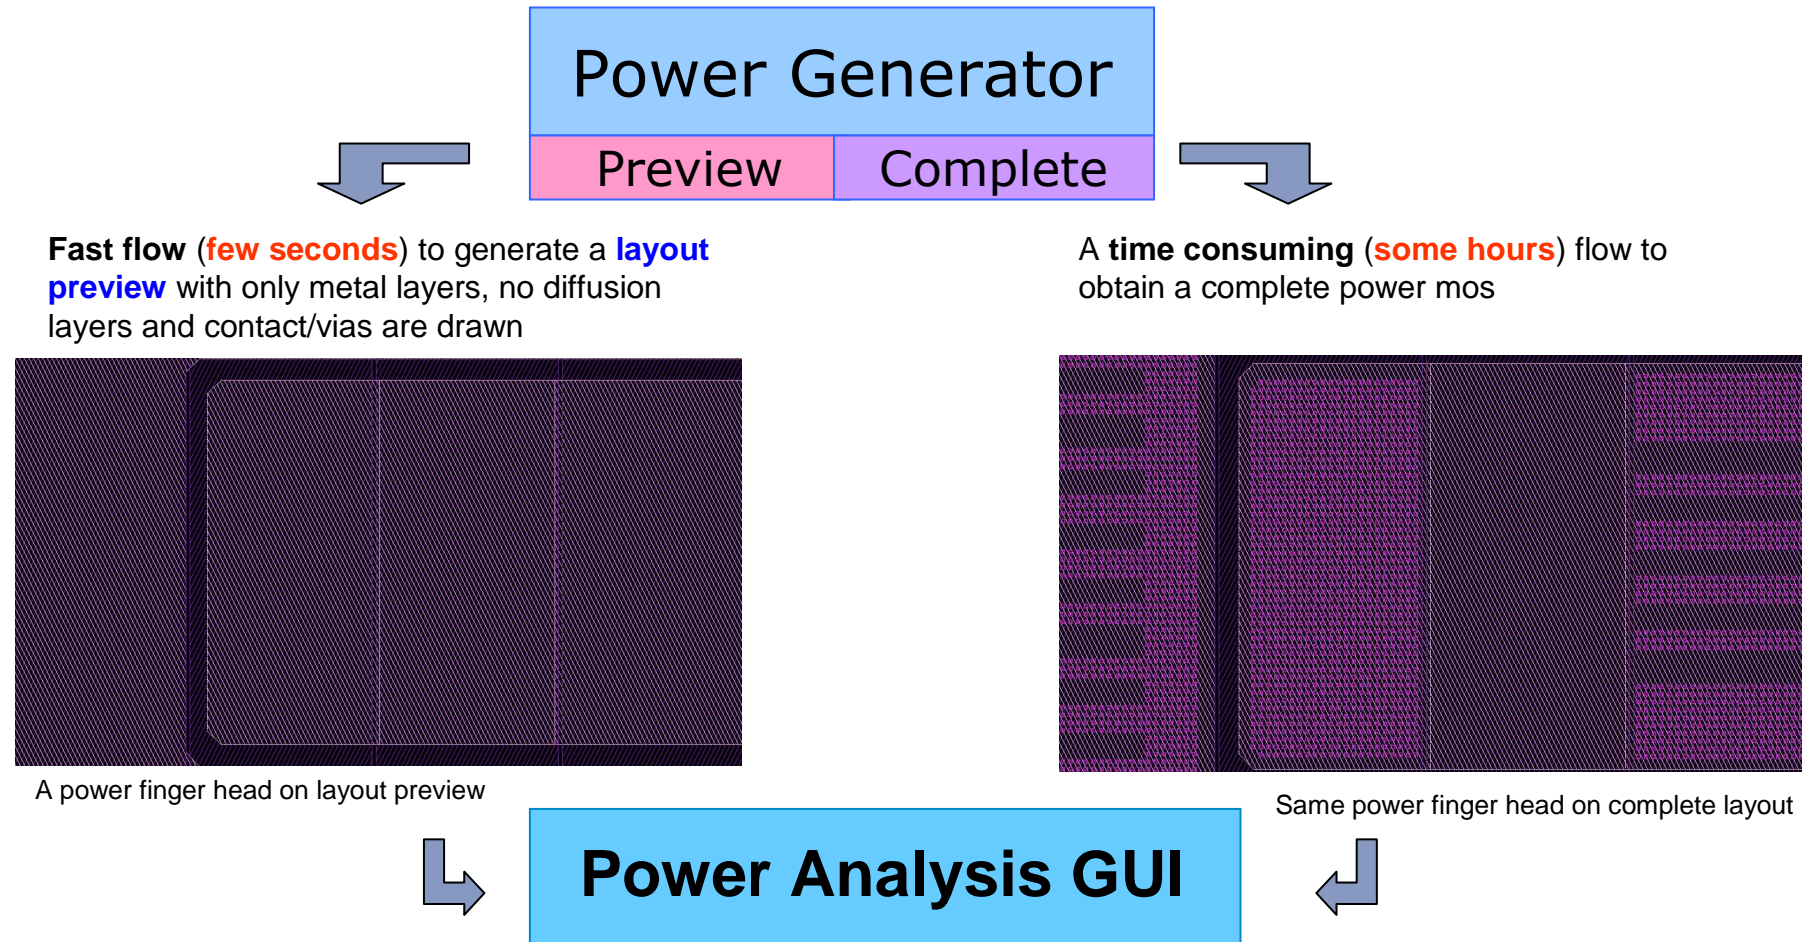 Power Generator
Preview
Complete
Fast flow (few seconds) to generate a layout
preview with only metal layers, no diffusion
layers and contact/vias are drawn
A time consuming (some hours) flow to
obtain a complete power mos
A power finger head on layout preview
Same power finger head on complete layout
Power Analysis GUI